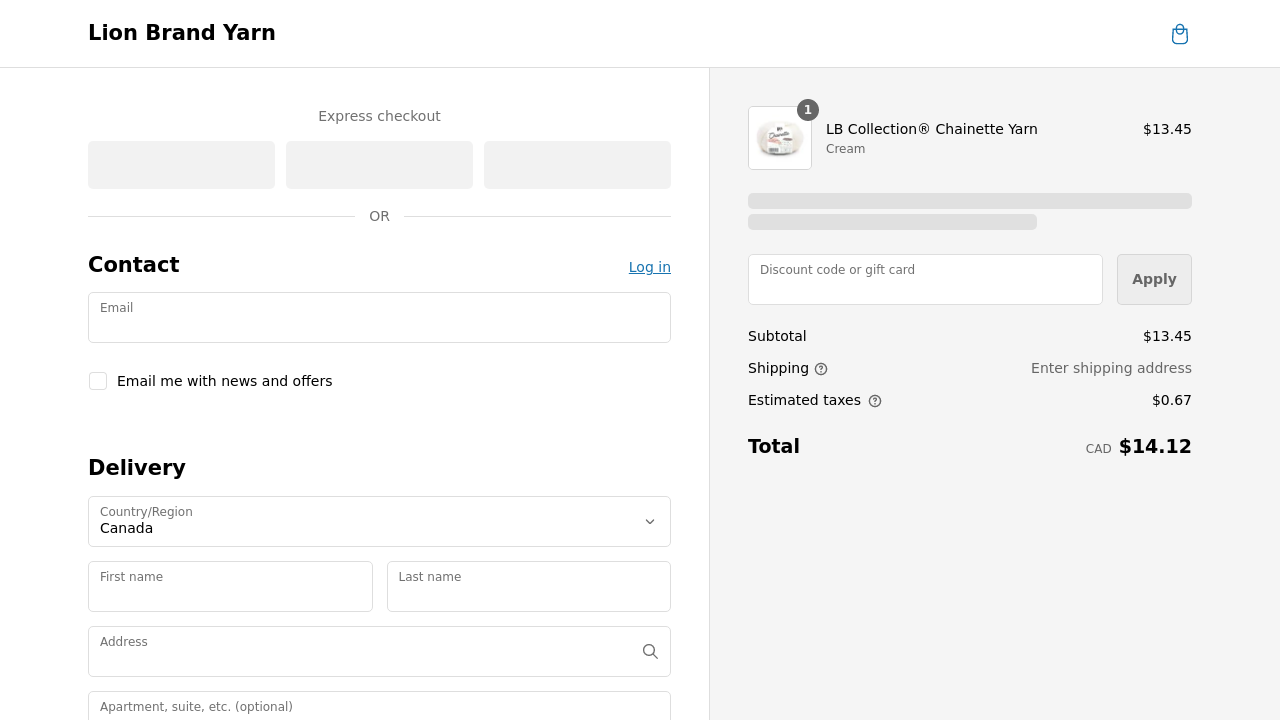 Lion Brand Yarn
Express checkout
OR
Contact
Log in
Email
Email me with news and offers
Delivery
Country/Region
Canada
First name
Last name
Address
Apartment, suite, etc. (optional)
1
LB Collection® Chainette Yarn
$13.45
Cream
Discount code or gift card
Apply
Subtotal
$13.45
Shipping
Enter shipping address
Estimated taxes
$0.67
Total
CAD $14.12